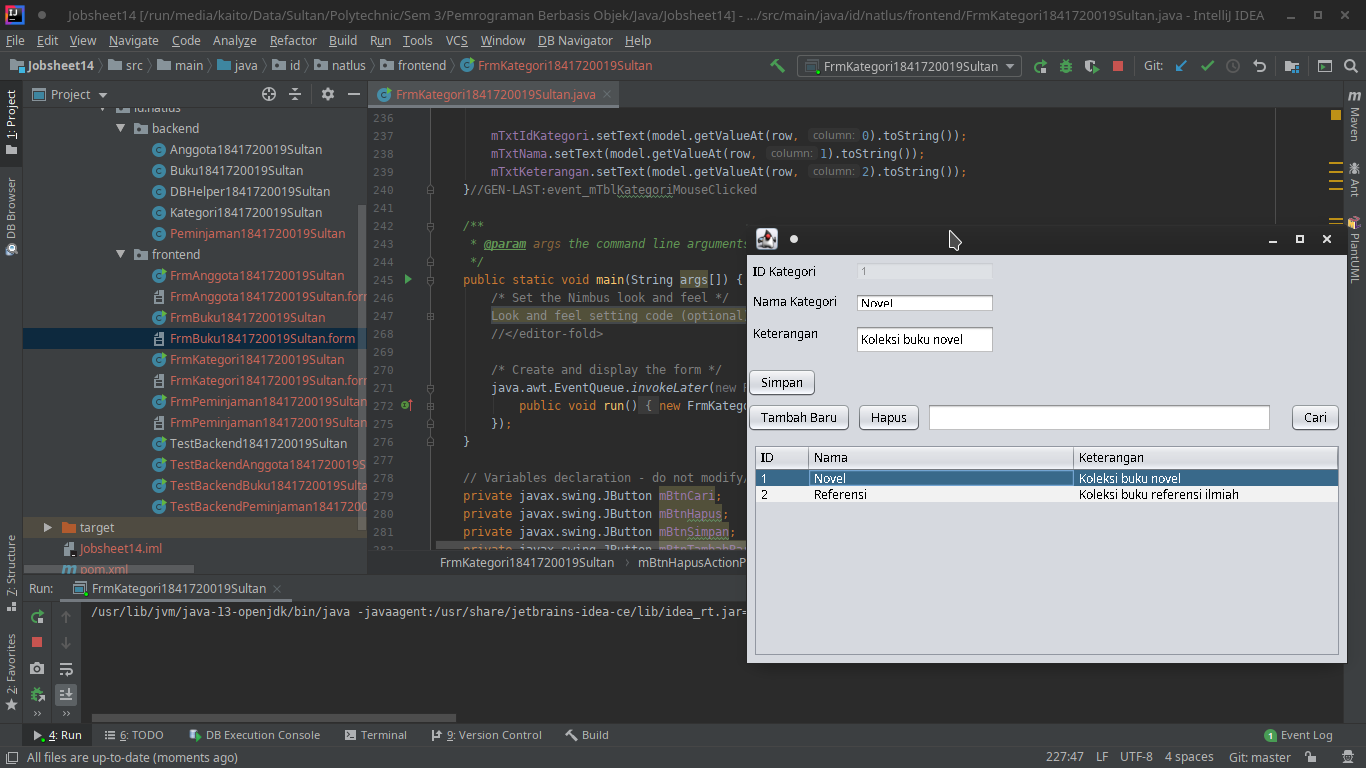 Jobsheet14 [/run/media/kaito/Data/Sultan/Polytechnic/Sem 3/Pemrograman Berbasis Objek/Java/Jobsheet14] - .../src/main/java/id/natlus/frontend/FrmKategori1841720019Sultan.java - IntelliJ IDEA
File Edit View Navigate Code Analyze Refactor Build Run Tools VCS Window DB Navigator Help
Jobsheet14 src main java id natlus frontend FrmKategori1841720019Sultan
FrmKategori1841720019Sultan Git:
1: Project
DB Browser
Z: Structure
2: Favorites
Project
id.natlus
backend
Anggota1841720019Sultan
Buku1841720019Sultan
DBHelper1841720019Sultan
Kategori1841720019Sultan
Peminjaman1841720019Sultan
frontend
FrmAnggota1841720019Sultan
FrmAnggota1841720019Sultan.forr
FrmBuku1841720019Sultan
FrmBuku1841720019Sultan.form
FrmKategori1841720019Sultan
FrmKategori1841720019Sultan.forr
FrmPeminjaman1841720019Sultan
FrmPeminjaman1841720019Sultan
TestBackend1841720019Sultan
TestBackendAnggota1841720019S
TestBackendBuku1841720019Sulta
TestBackendPeminjaman1841720
target
Jobsheet14.iml
pom.xml
FrmKategori1841720019Sultan.java
236
237 mTxtIdKategori.setText(model.getValueAt(row, column: 0).toString());
238 mTxtNama.setText(model.getValueAt(row, column: 1).toString());
239 mTxtKeterangan.setText(model.getValueAt(row, column: 2).toString());
240 }//GEN-LAST:event_mTblKategoriMouseClicked
241
242 /**
243 * @param args the command line arguments
244 */
245 public static void main(String args[]) {
246 /* Set the Nimbus look and feel */
247 Look and feel setting code (optional)
268 //</editor-fold>
269
270 /* Create and display the form */
271 java.awt.EventQueue.invokeLater(new
272 public void run() { new FrmKatego
275 });
276 }
277
278 // Variables declaration - do not modify/
279 private javax.swing.JButton mBtnCari;
280 private javax.swing.JButton mBtnHapus;
281 private javax.swing.JButton mBtnSimpan;
282 private javax.swing.JButton mBtnTambahBa
FrmKategori1841720019Sultan mBtnHapusActionP
ID Kategori 1
Nama Kategori Novel
Keterangan Koleksi buku novel
Simpan
Tambah Baru Hapus Cari
ID Nama Keterangan
1 Novel Koleksi buku novel
2 Referensi Koleksi buku referensi ilmiah
Maven
Ant
PlantUML
Run: FrmKategori1841720019Sultan
/usr/lib/jvm/java-13-openjdk/bin/java -javaagent:/usr/share/jetbrains-idea-ce/lib/idea_rt.jar=
4: Run 6: TODO DB Execution Console Terminal 9: Version Control Build 1 Event Log
All files are up-to-date (moments ago) 227:47 LF UTF-8 4 spaces Git: master